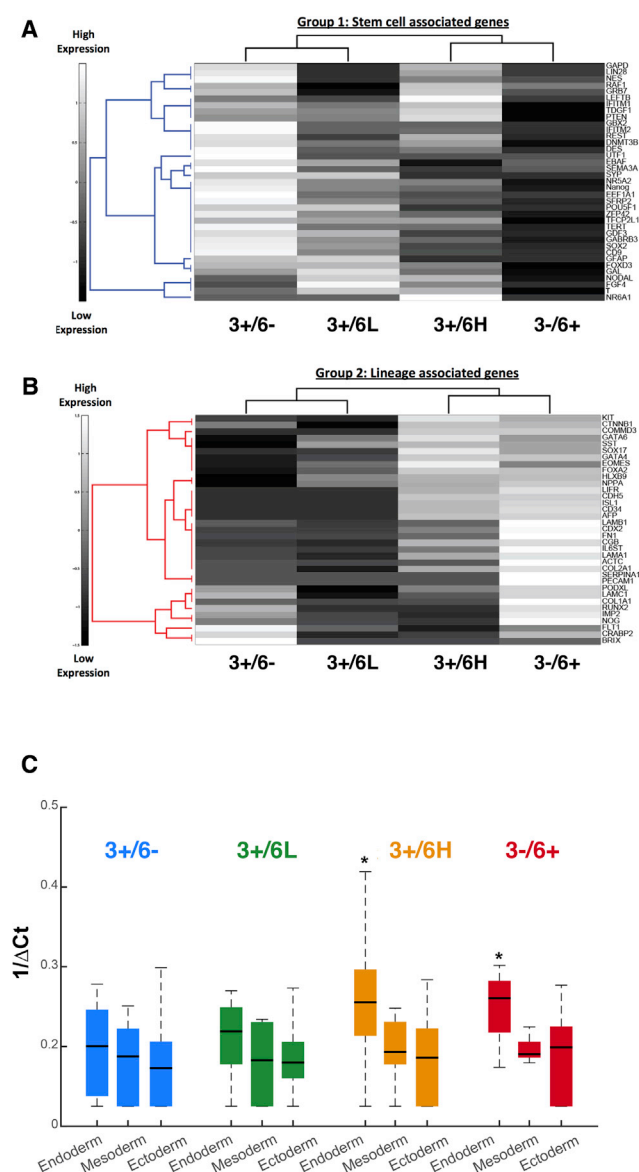 A
Group 1: Stem cell associated genes
High
Expression
GAPD
LIN28
NES
RAF1
GRB7
LEFTB
IFITM1
TDGF1
PTEN
GBX2
IFITM2
REST
DNMT3B
DES
UTF1
EBAF
SEMA3A
SYP
NR5A2
Nanog
EEF1A1
SFRP2
POU5F1
ZFP42
TFCP2L1
TERT
GDF3
GABRB3
SOX2
CD9
GFAP
FOXD3
GAL
NODAL
FGF4
T
NR6A1
Low
Expression
3+/6-
3+/6L
3+/6H
3-/6+
B
Group 2: Lineage associated genes
High
Expression
KIT
CTNNB1
COMMD3
GATA6
SST
SOX17
GATA4
EOMES
FOXA2
HLXB9
NPPA
LIFR
CDH5
ISL1
CD34
AFP
LAMB1
CDX2
FN1
CGB
IL6ST
LAMA1
ACTC
COL2A1
SERPINA1
PECAM1
PODXL
LAMC1
COL1A1
RUNX2
IMP2
NOG
FLT1
CRABP2
BRIX
Low
Expression
3+/6-
3+/6L
3+/6H
3-/6+
C
0.5
0.4
0.3
0.2
0
1/ΔCt
3+/6-
3+/6L
3+/6H
3-/6+
*
*
Endoderm
Mesoderm
Ectoderm
Endoderm
Mesoderm
Ectoderm
Endoderm
Mesoderm
Ectoderm
Endoderm
Mesoderm
Ectoderm